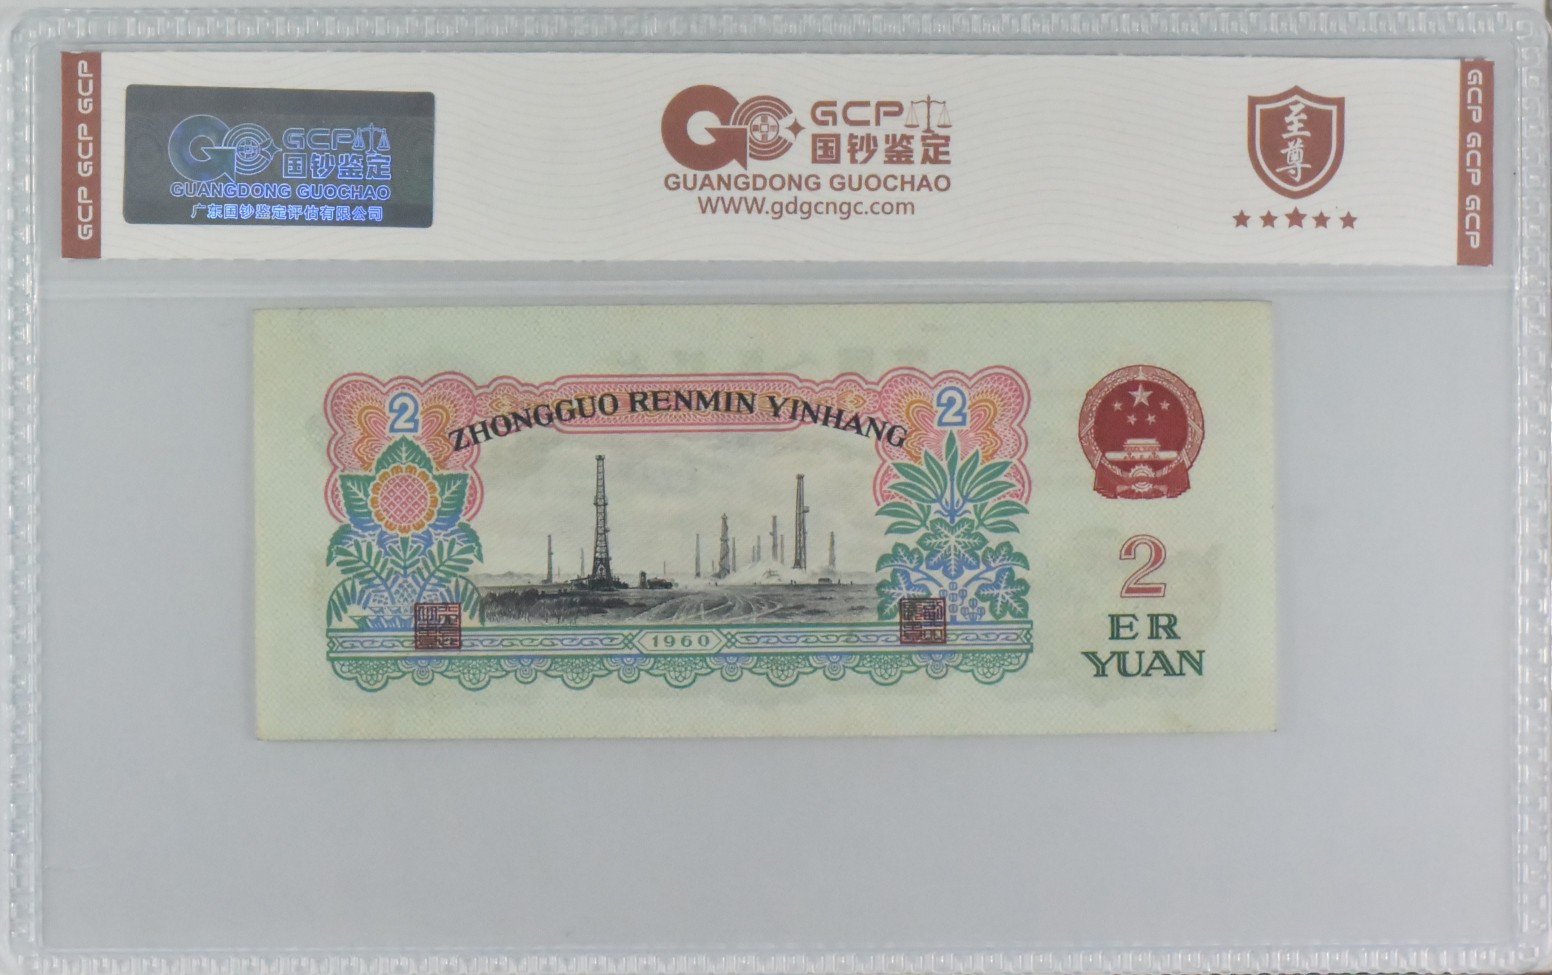 GCP GCP GCP
GCP
国钞鉴定
GUANGDONG GUOCHAO
广东国钞鉴定评估有限公司
GCP
国钞鉴定
GUANGDONG GUOCHAO
WWW.gdgcngc.com
至尊
GCP GCP GCP
2
ZHONGGUO RENMIN YINHANG
2
1960
2
ER
YUAN